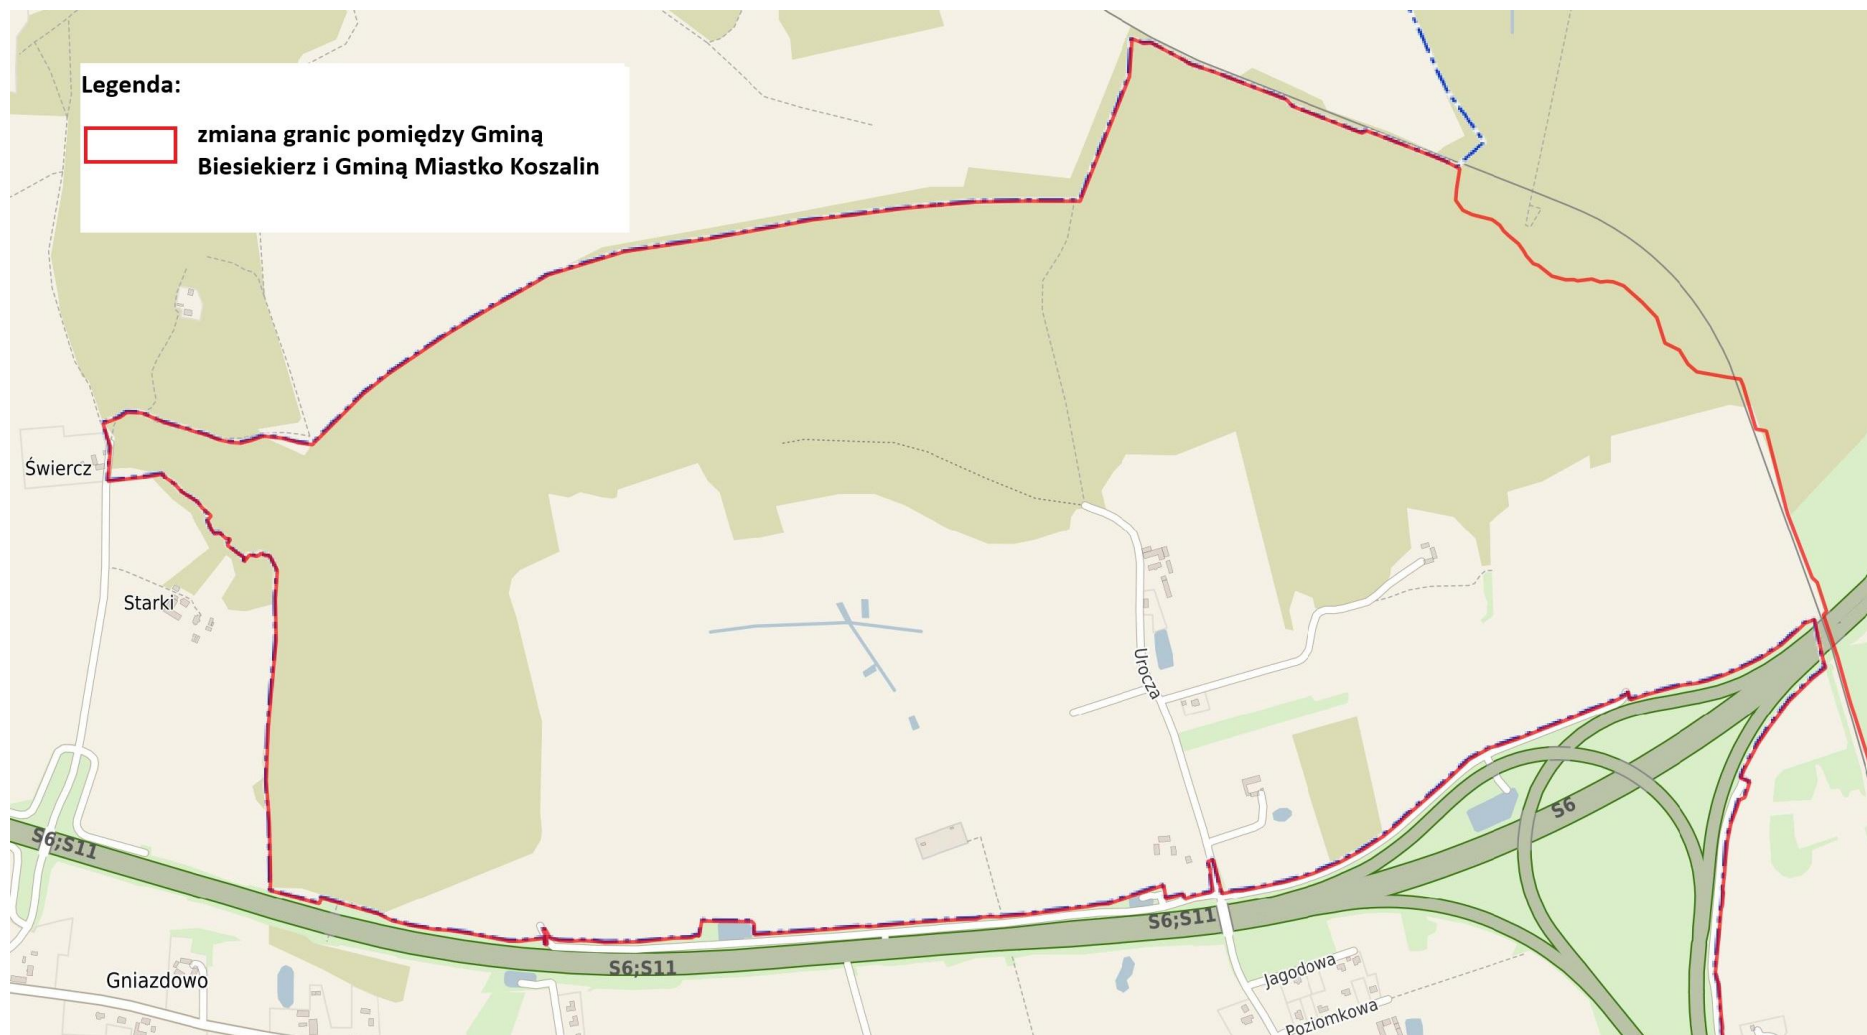 Legenda:
zmiana granic pomiędzy Gminą
Biesiekierz i Gminą Miastko Koszalin
Świercz
Starki
Urocza
S6
S6;S11
S6;S11
S6;S11
Gniazdowo
Jagodowa
Poziomkowa